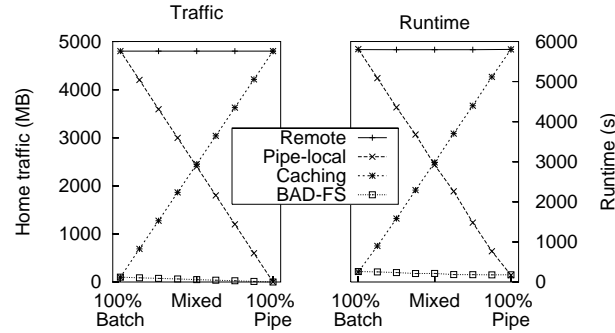 Traffic
Runtime
5000
4000
3000
2000
1000
0
Home traffic (MB)
6000
5000
4000
3000
2000
1000
0
Runtime (s)
Remote
Pipe-local
Caching
BAD-FS
100% Mixed 100%
Batch Pipe
100% Mixed 100%
Batch Pipe